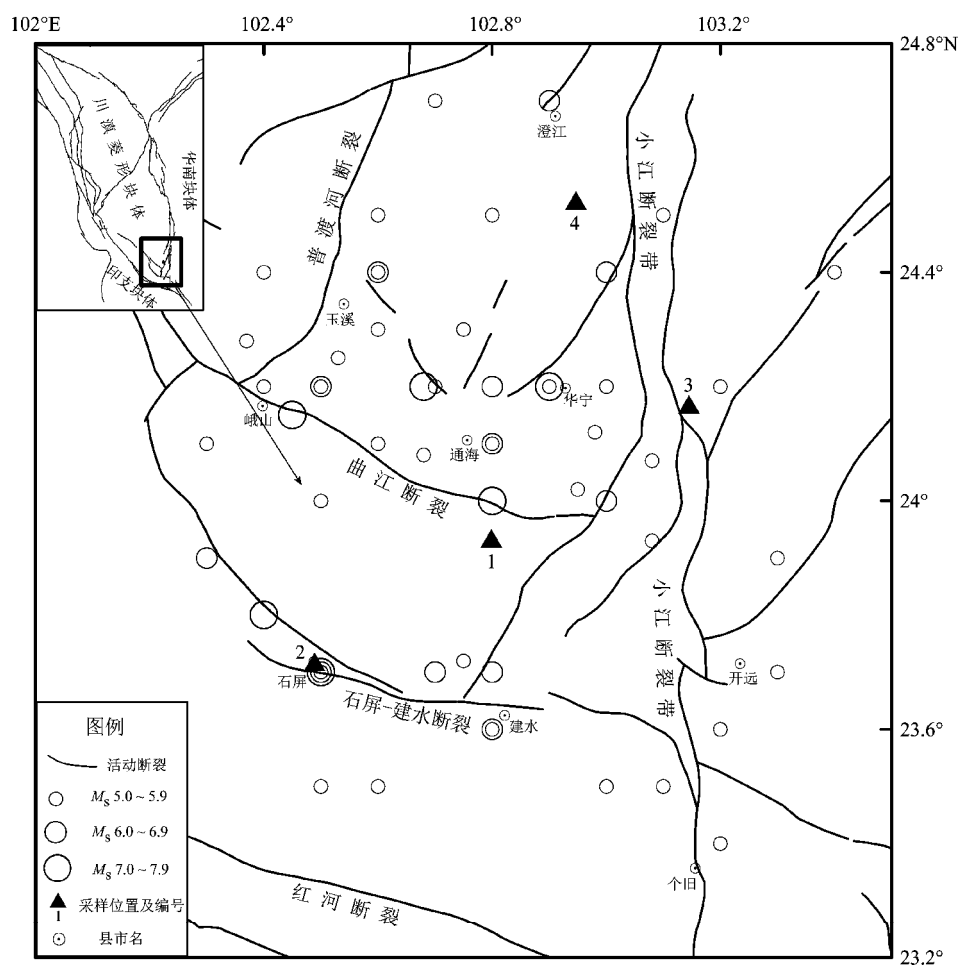 102°E 102.4° 102.8° 103.2°
24.8°N
24.4°
24°
23.6°
23.2°
川滇菱形块体
华南块体
印支块体
普渡河断裂
小江断裂带
澄江
4
玉溪
峨山
华宁
3
通海
曲江断裂
1
小江断裂带
2
石屏
开远
石屏-建水断裂
建水
个旧
红河断裂
图例
活动断裂
Ms 5.0~5.9
Ms 6.0~6.9
Ms 7.0~7.9
1 采样位置及编号
县市名